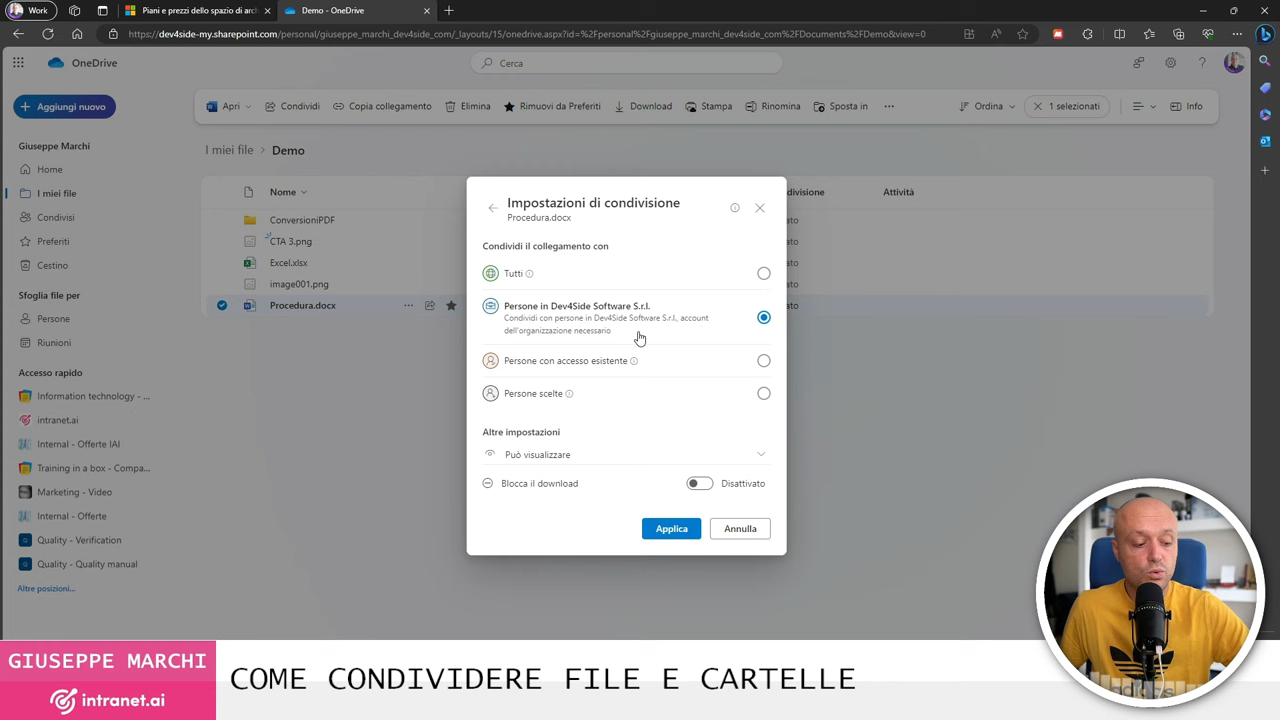 Work
Piani e prezzi dello spazio di arch
Demo - OneDrive
https://dev4side-my.sharepoint.com/personal/giuseppe_marchi_dev4side_com/_layouts/15/onedrive.aspx?id=%2Fpersonal%2Fgiuseppe_marchi_dev4side_com%2FDocuments%2FDemo&view=0
OneDrive
Cerca
Aggiungi nuovo
Apri
Condividi
Copia collegamento
Elimina
Rimuovi da Preferiti
Download
Stampa
Rinomina
Sposta in
Ordina
1 selezionati
Info
Giuseppe Marchi
Home
I miei file
Condivisi
Preferiti
Cestino
Sfoglia file per
Persone
Riunioni
Accesso rapido
Information technology - ...
intranet.ai
Internal - Offerte IAI
Training in a box - Compa...
Marketing - Video
Internal - Offerte
Quality - Verification
Quality - Quality manual
Altre posizioni...
I miei file > Demo
Nome
divisione
Attività
ConversioniPDF
ato
CTA 3.png
ato
Excel.xlsx
ato
image001.png
ato
Procedura.docx
ato
Impostazioni di condivisione
Procedura.docx
Condividi il collegamento con
Tutti
Persone in Dev4Side Software S.r.l.
Condividi con persone in Dev4Side Software S.r.l., account
dell'organizzazione necessario
Persone con accesso esistente
Persone scelte
Altre impostazioni
Può visualizzare
Blocca il download
Disattivato
Applica
Annulla
GIUSEPPE MARCHI
intranet.ai
COME CONDIVIDERE FILE E CARTELLE